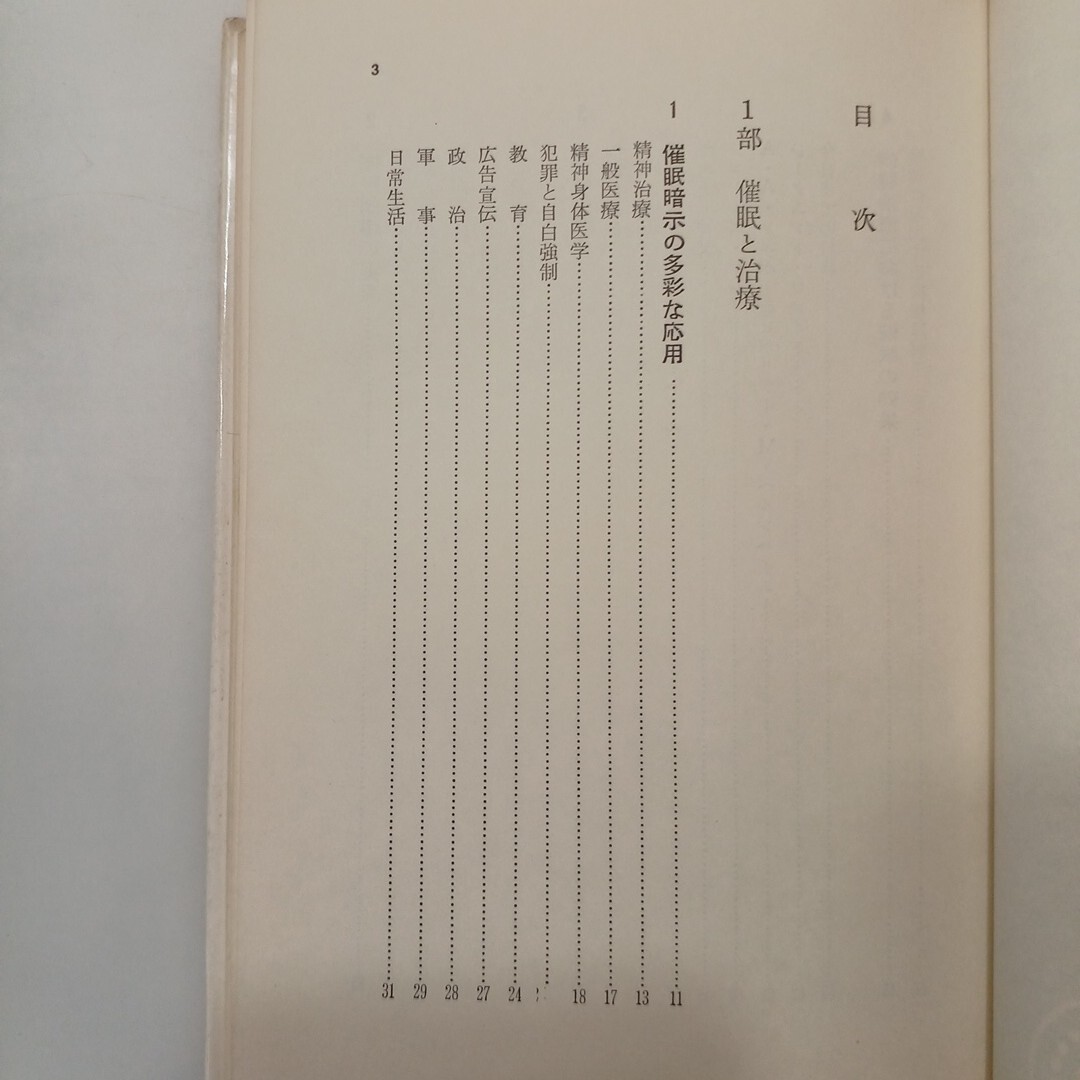 目次
1部 催眠と治療
1 催眠暗示の多彩な応用……11
精神治療……13
一般医療……17
精神身体医学……18
犯罪と自白強制……
教育……24
広告宣伝……27
政治……28
軍事……29
日常生活……31
3